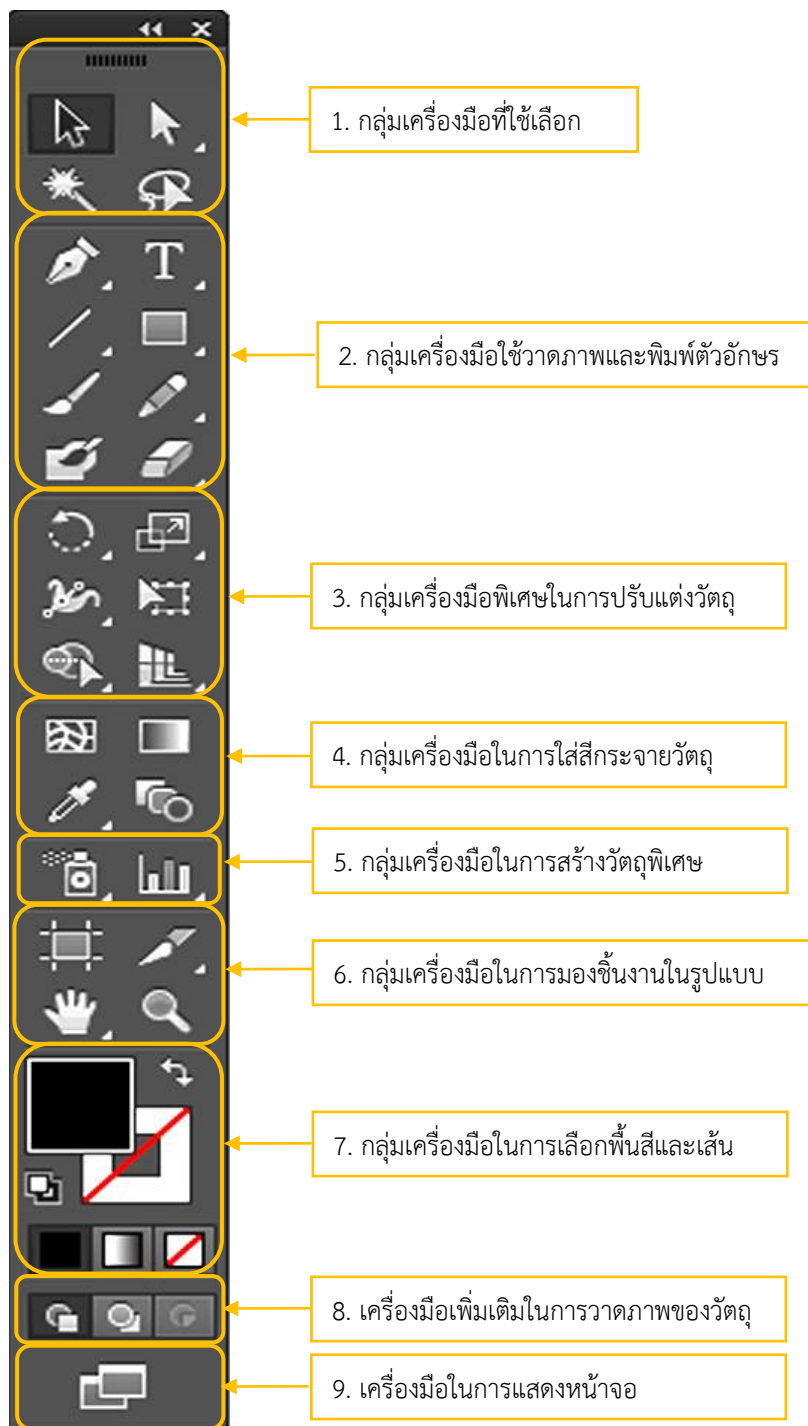 1. กลุ่มเครื่องมือที่ใช้เลือก
2. กลุ่มเครื่องมือใช้วาดภาพและพิมพ์ตัวอักษร
3. กลุ่มเครื่องมือพิเศษในการปรับแต่งวัตถุ
4. กลุ่มเครื่องมือในการใส่สีกระจายวัตถุ
5. กลุ่มเครื่องมือในการสร้างวัตถุพิเศษ
6. กลุ่มเครื่องมือในการมองชิ้นงานในรูปแบบ
7. กลุ่มเครื่องมือในการเลือกพื้นสีและเส้น
8. เครื่องมือเพิ่มเติมในการวาดภาพของวัตถุ
9. เครื่องมือในการแสดงหน้าจอ